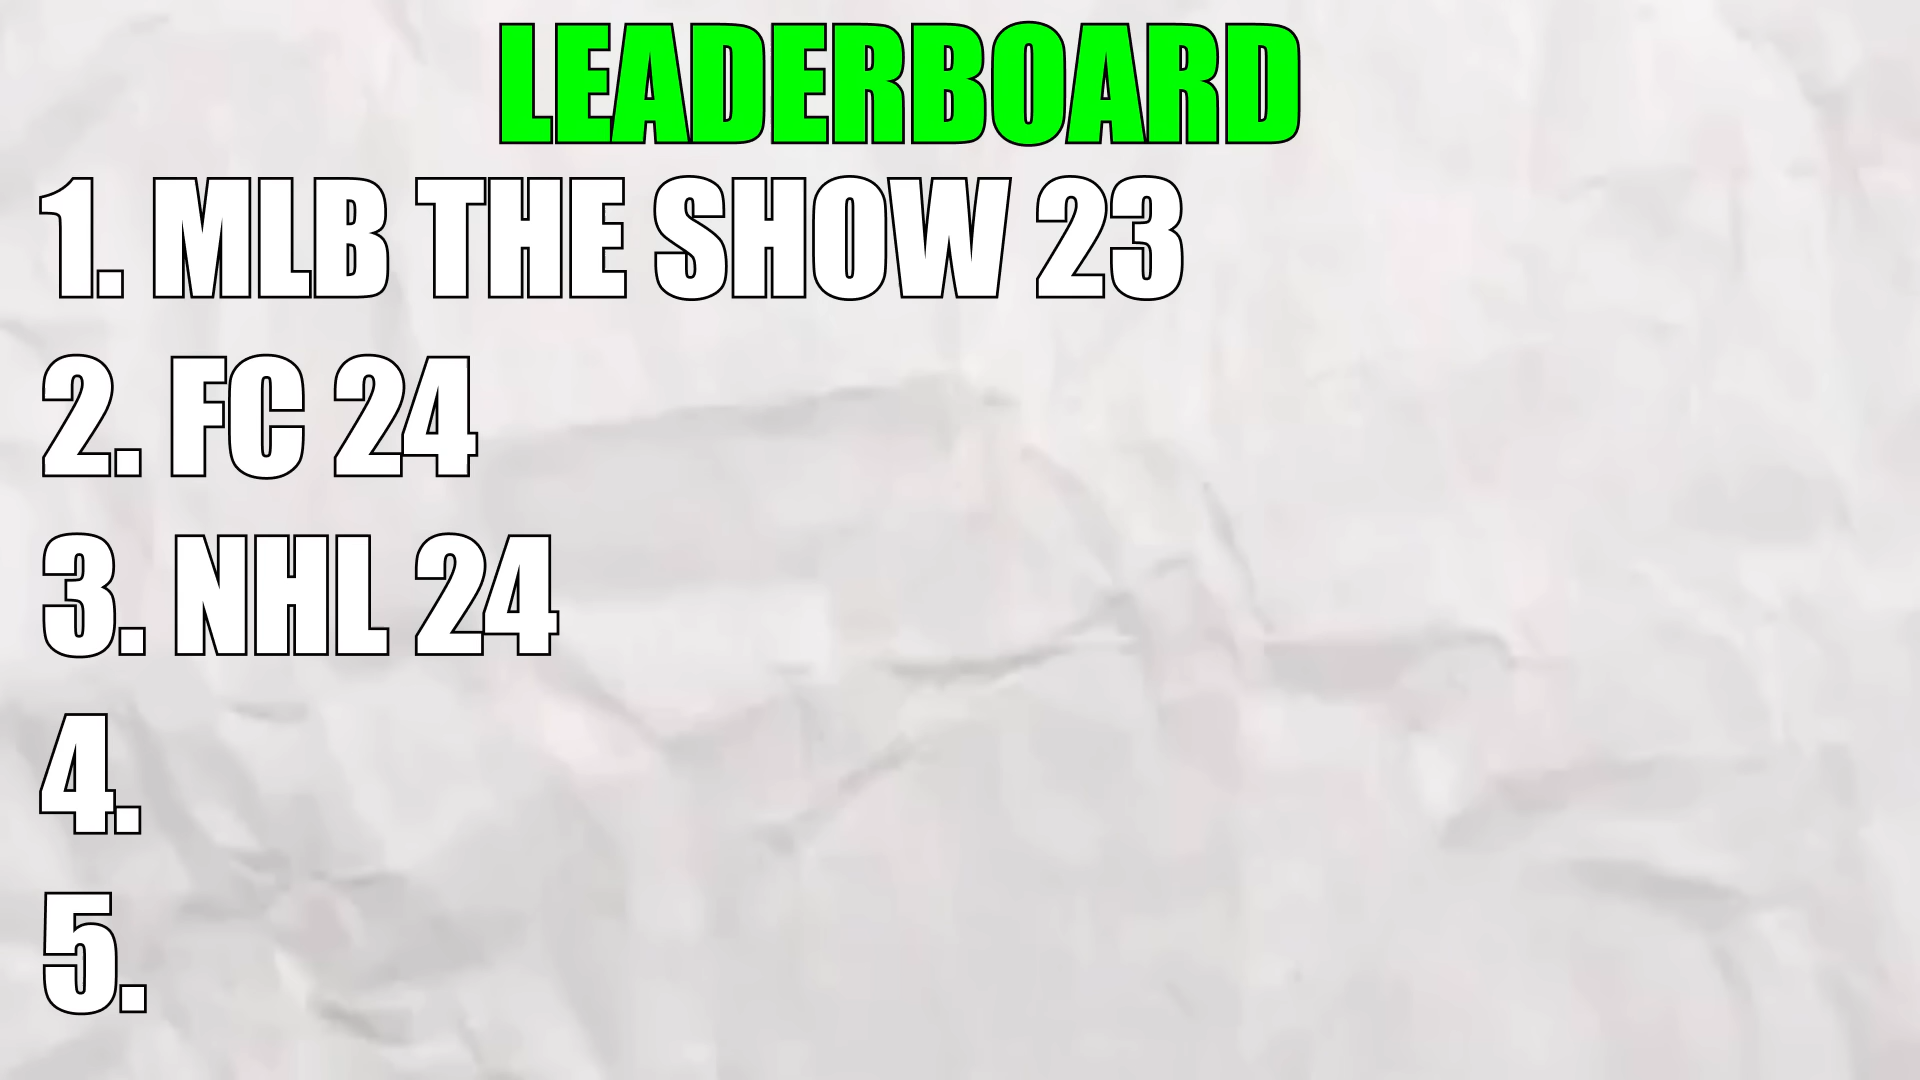 LEADERBOARD
1. MLB THE SHOW 23
2. FC 24
3. NHL 24
4.
5.